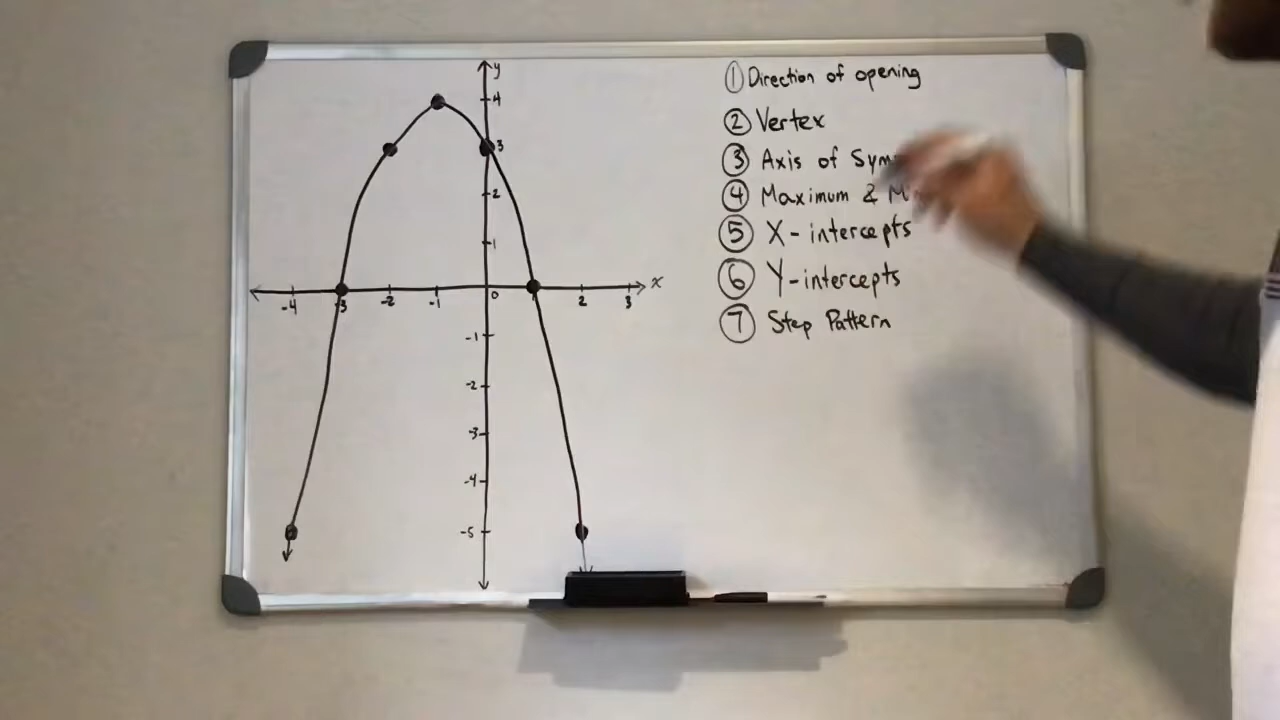 y
4
3
2
1
-4 -3 -2 -1 0 2 3 x
-1
-2
-3
-4
-5
① Direction of opening
② Vertex
③ Axis of
④ Maximum &
⑤ X-intercepts
⑥ Y-intercepts
⑦ Step Pattern